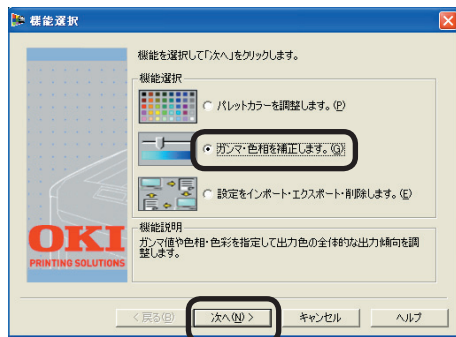 機能選択
機能を選択して「次へ」をクリックします。
機能選択
パレットカラーを調整します。(P)
ガンマ・色相を補正します。(G)
設定をインポート・エクスポート・削除します。(E)
機能説明
ガンマ値や色相・色彩を指定して出力色の全体的な出力傾向を調
整します。
OKI
PRINTING SOLUTIONS
< 戻る(B)
次へ(N) >
キャンセル
ヘルプ